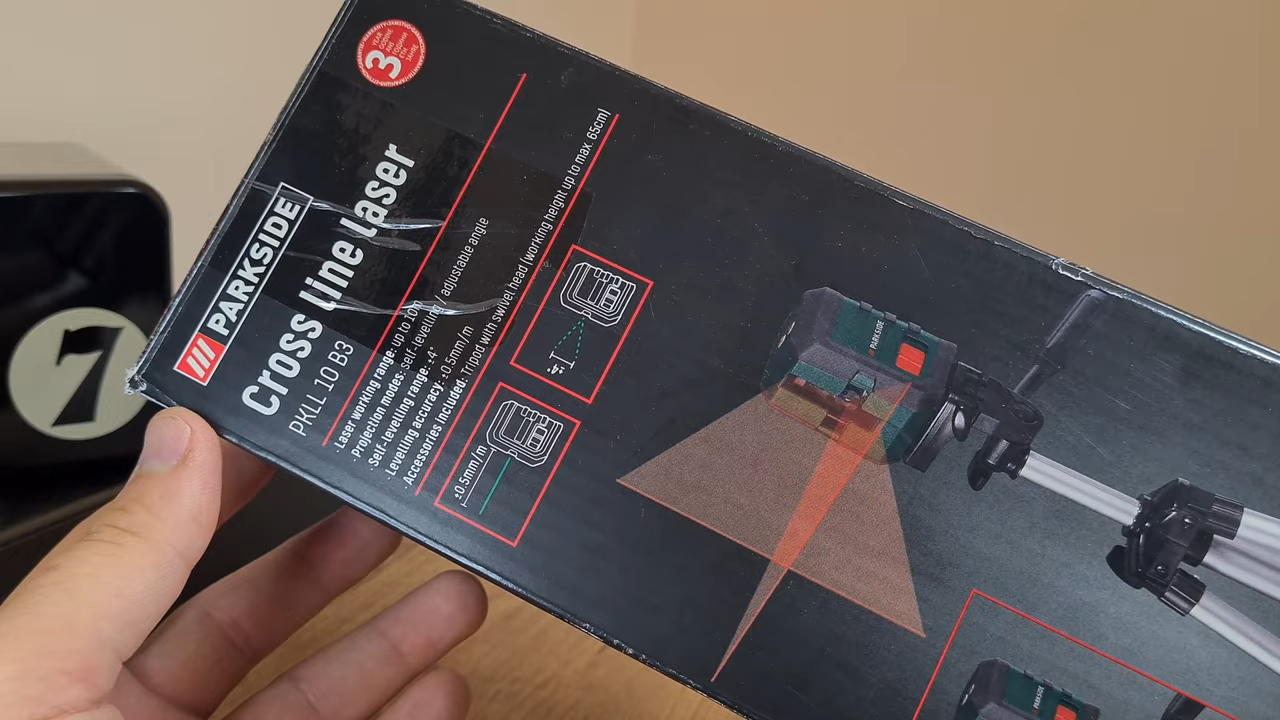 3
YEAR
PARKSIDE
Cross line laser
PKLL 10 B3
· Laser working range: up to 10m
· Projection modes: self-levelling / adjustable angle
· Self-levelling range: ±4°
· Levelling accuracy: ±0.5mm/m
· Accessories included: Tripod with swivel head (working height up to max. 65cm)
±4°
±0.5mm/m
PARKSIDE
PARKSIDE
7